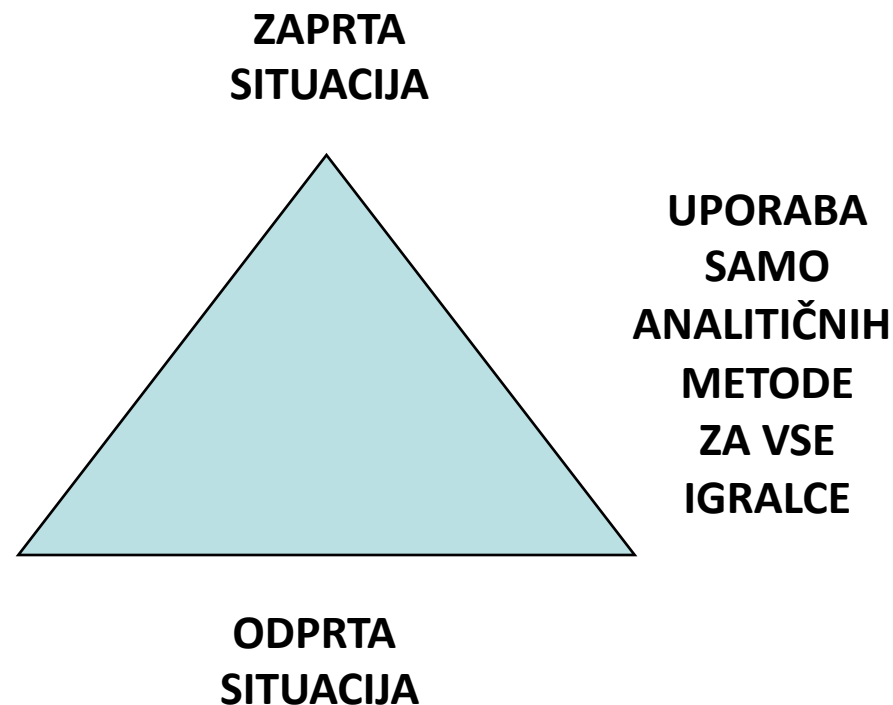 ZAPRTA
SITUACIJA
UPORABA
SAMO
ANALITIČNIH
METODE
ZA VSE
IGRALCE
ODPRTA
SITUACIJA